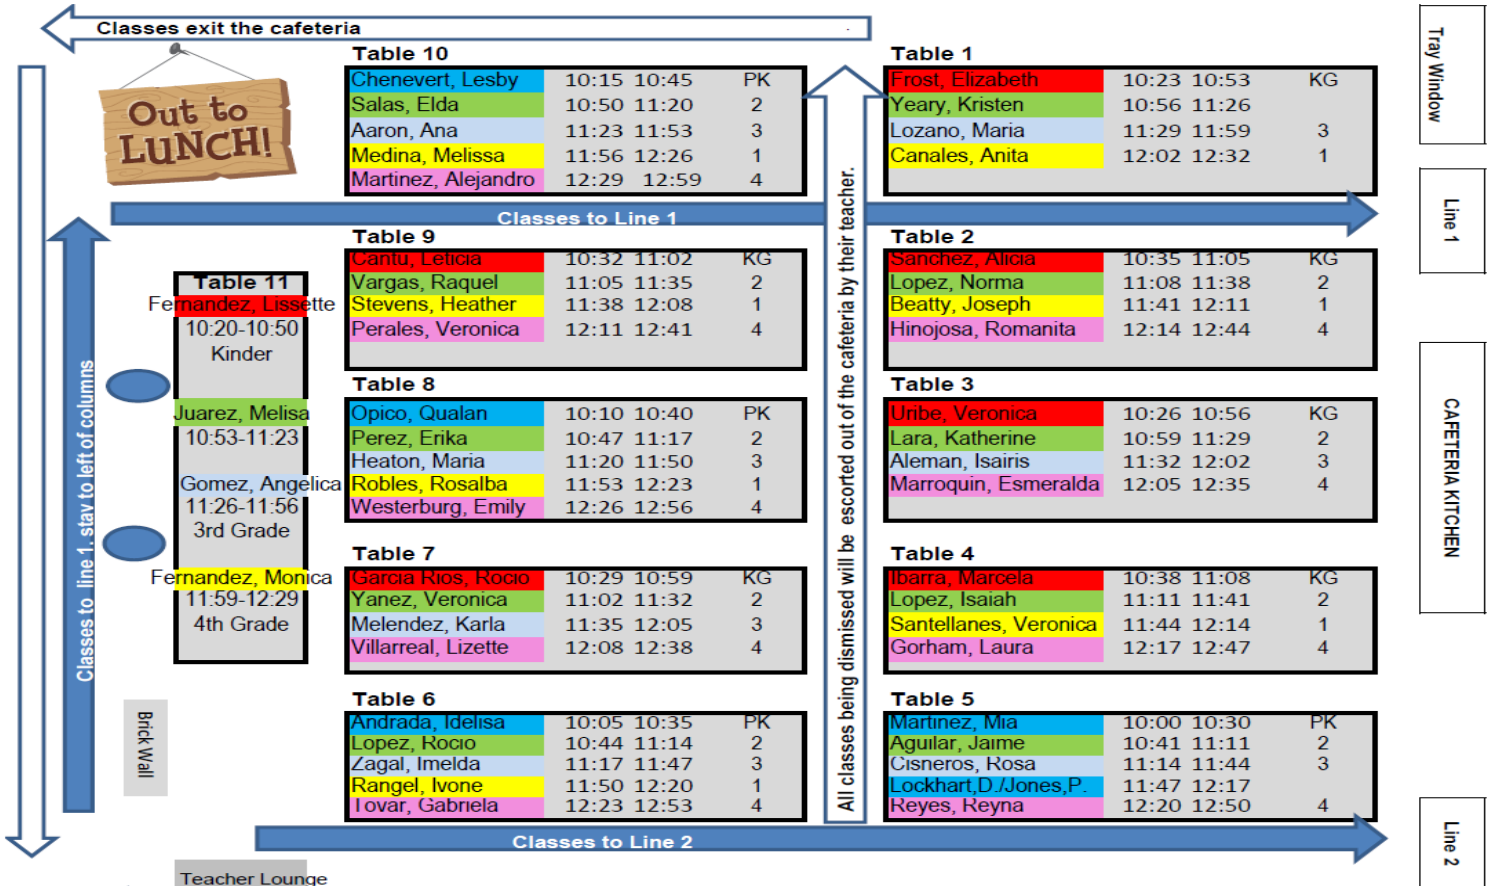 Classes exit the cafeteria
Out to
LUNCH!
Table 10
Chenevert, Lesby 10:15 10:45 PK
Salas, Elda 10:50 11:20 2
Aaron, Ana 11:23 11:53 3
Medina, Melissa 11:56 12:26 1
Martinez, Alejandro 12:29 12:59 4
Table 1
Frost, Elizabeth 10:23 10:53 KG
Yeary, Kristen 10:56 11:26
Lozano, Maria 11:29 11:59 3
Canales, Anita 12:02 12:32 1
Tray Window
Classes to Line 1
Line 1
Table 9
Cantu, Leticia 10:32 11:02 KG
Vargas, Raquel 11:05 11:35 2
Stevens, Heather 11:38 12:08 1
Perales, Veronica 12:11 12:41 4
Table 2
Sanchez, Alicia 10:35 11:05 KG
Lopez, Norma 11:08 11:38 2
Beatty, Joseph 11:41 12:11 1
Hinojosa, Romanita 12:14 12:44 4
Table 11
Fernandez, Lissette
10:20-10:50
Kinder
Juarez, Melisa
10:53-11:23
Gomez, Angelica
11:26-11:56
3rd Grade
Fernandez, Monica
11:59-12:29
4th Grade
Classes to line 1. stay to left of columns
Table 8
Opico, Qualan 10:10 10:40 PK
Perez, Erika 10:47 11:17 2
Heaton, Maria 11:20 11:50 3
Robles, Rosalba 11:53 12:23 1
Westerburg, Emily 12:26 12:56 4
All classes being dismissed will be escorted out of the cafeteria by their teacher.
Table 3
Uribe, Veronica 10:26 10:56 KG
Lara, Katherine 10:59 11:29 2
Aleman, Isairis 11:32 12:02 3
Marroquin, Esmeralda 12:05 12:35 4
CAFETERIA KITCHEN
Table 7
Garcia Rios, Rocio 10:29 10:59 KG
Yanez, Veronica 11:02 11:32 2
Melendez, Karla 11:35 12:05 3
Villarreal, Lizette 12:08 12:38 4
Table 4
Ibarra, Marcela 10:38 11:08 KG
Lopez, Isaiah 11:11 11:41 2
Santellanes, Veronica 11:44 12:14 1
Gorham, Laura 12:17 12:47 4
Brick Wall
Table 6
Andrada, Idelisa 10:05 10:35 PK
Lopez, Rocio 10:44 11:14 2
Zagal, Imelda 11:17 11:47 3
Rangel, Ivone 11:50 12:20 1
Tovar, Gabriela 12:23 12:53 4
Table 5
Martinez, Mia 10:00 10:30 PK
Aguilar, Jaime 10:41 11:11 2
Cisneros, Rosa 11:14 11:44 3
Lockhart,D./Jones,P. 11:47 12:17
Reyes, Reyna 12:20 12:50 4
Classes to Line 2
Line 2
Teacher Lounge